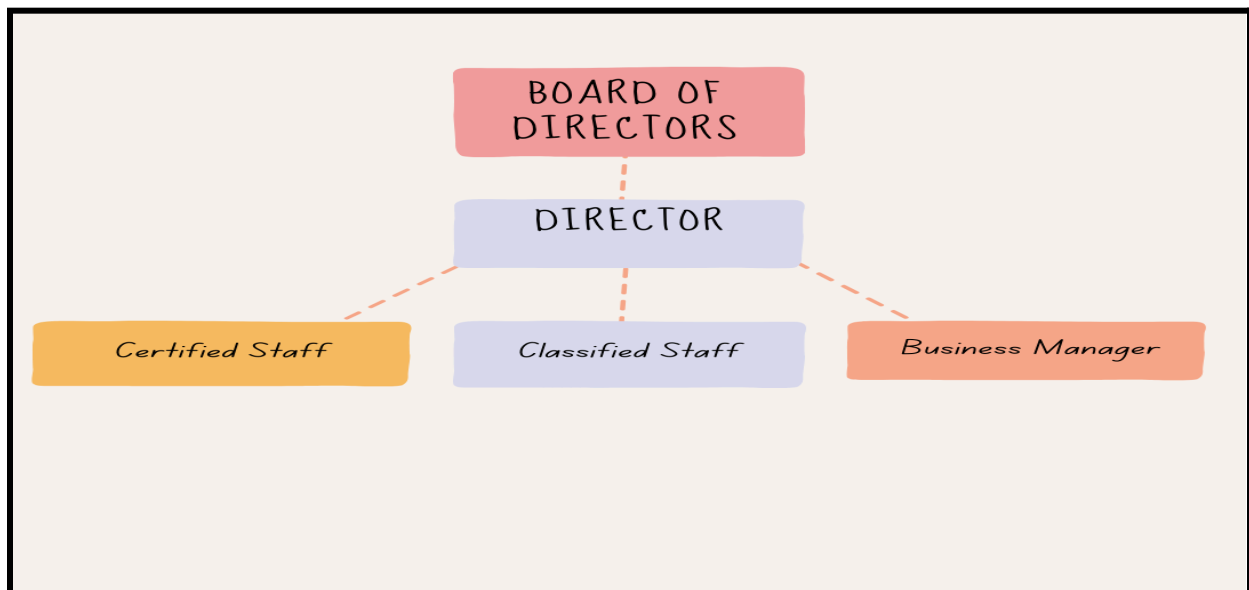 BOARD OF
DIRECTORS
DIRECTOR
Certified Staff
Classified Staff
Business Manager